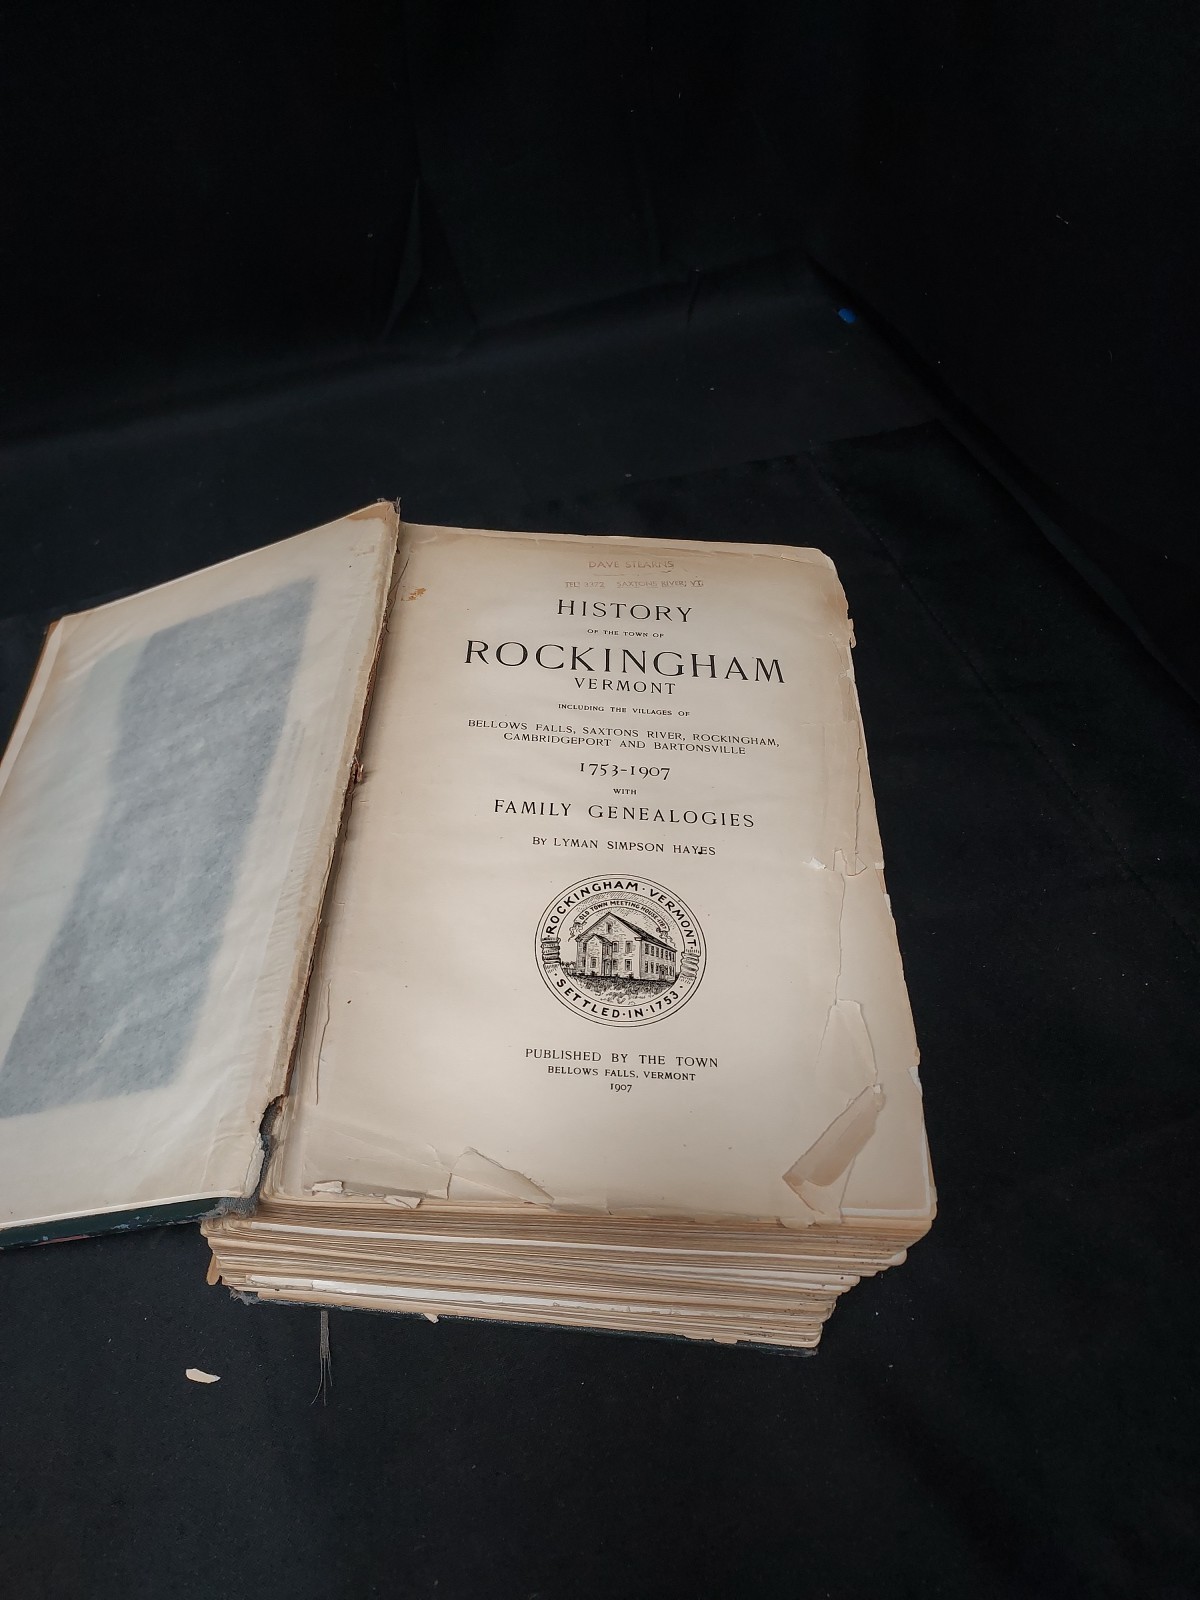 DAVE STEARNS
SAXTONS RIVER, VT.
HISTORY
OF THE TOWN OF
ROCKINGHAM
VERMONT
INCLUDING THE VILLAGES OF
BELLOWS FALLS, SAXTONS RIVER, ROCKINGHAM,
CAMBRIDGEPORT AND BARTONSVILLE
1753-1907
WITH
FAMILY GENEALOGIES
BY LYMAN SIMPSON HAYES
ROCKINGHAM · VERMONT
OLD TOWN MEETING HOUSE
· SETTLED · IN · 1753 ·
PUBLISHED BY THE TOWN
BELLOWS FALLS, VERMONT
1907